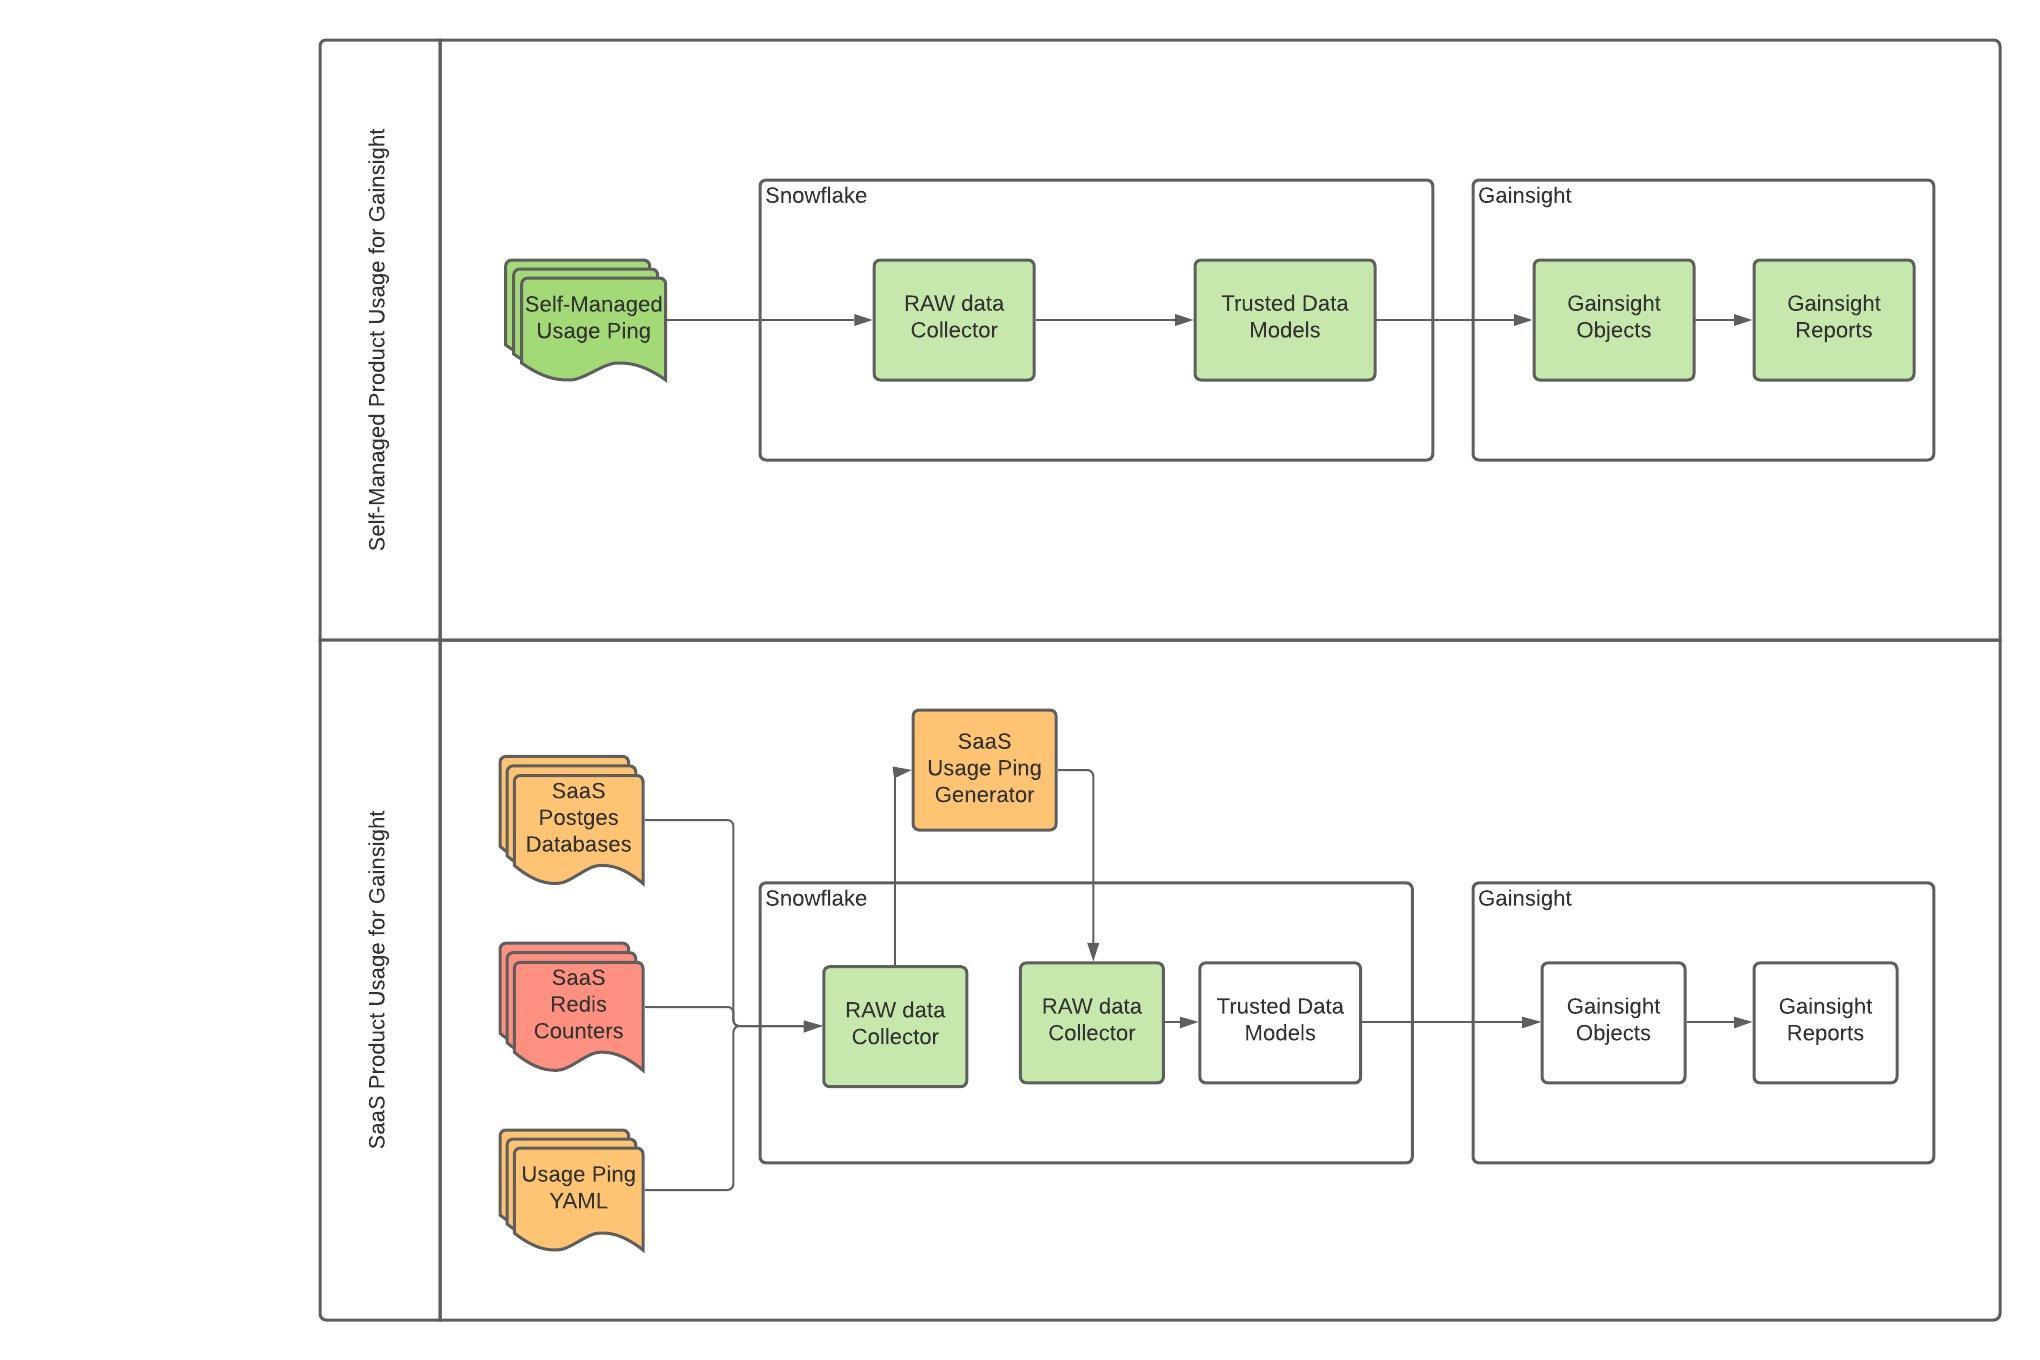 Self-Managed Product Usage for Gainsight
Snowflake
Gainsight
Self-Managed
Usage Ping
RAW data
Collector
Trusted Data
Models
Gainsight
Objects
Gainsight
Reports
SaaS Product Usage for Gainsight
SaaS
Usage Ping
Generator
SaaS
Postges
Databases
SaaS
Redis
Counters
Usage Ping
YAML
Snowflake
RAW data
Collector
RAW data
Collector
Trusted Data
Models
Gainsight
Gainsight
Objects
Gainsight
Reports